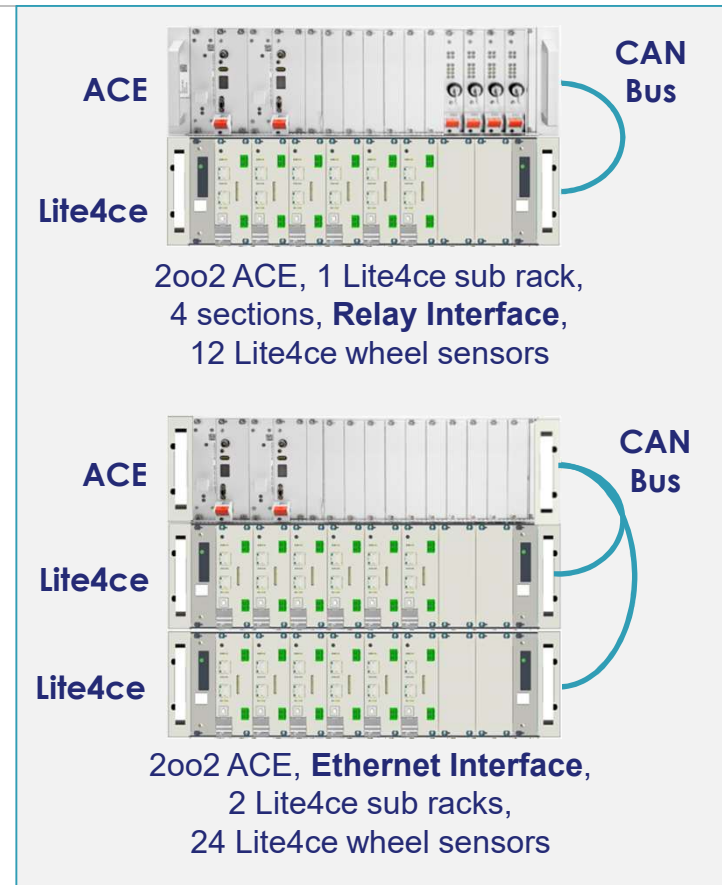 ACE
CAN
Bus
Lite4ce
2oo2 ACE, 1 Lite4ce sub rack,
4 sections, Relay Interface,
12 Lite4ce wheel sensors
ACE
CAN
Bus
Lite4ce
Lite4ce
2oo2 ACE, Ethernet Interface,
2 Lite4ce sub racks,
24 Lite4ce wheel sensors